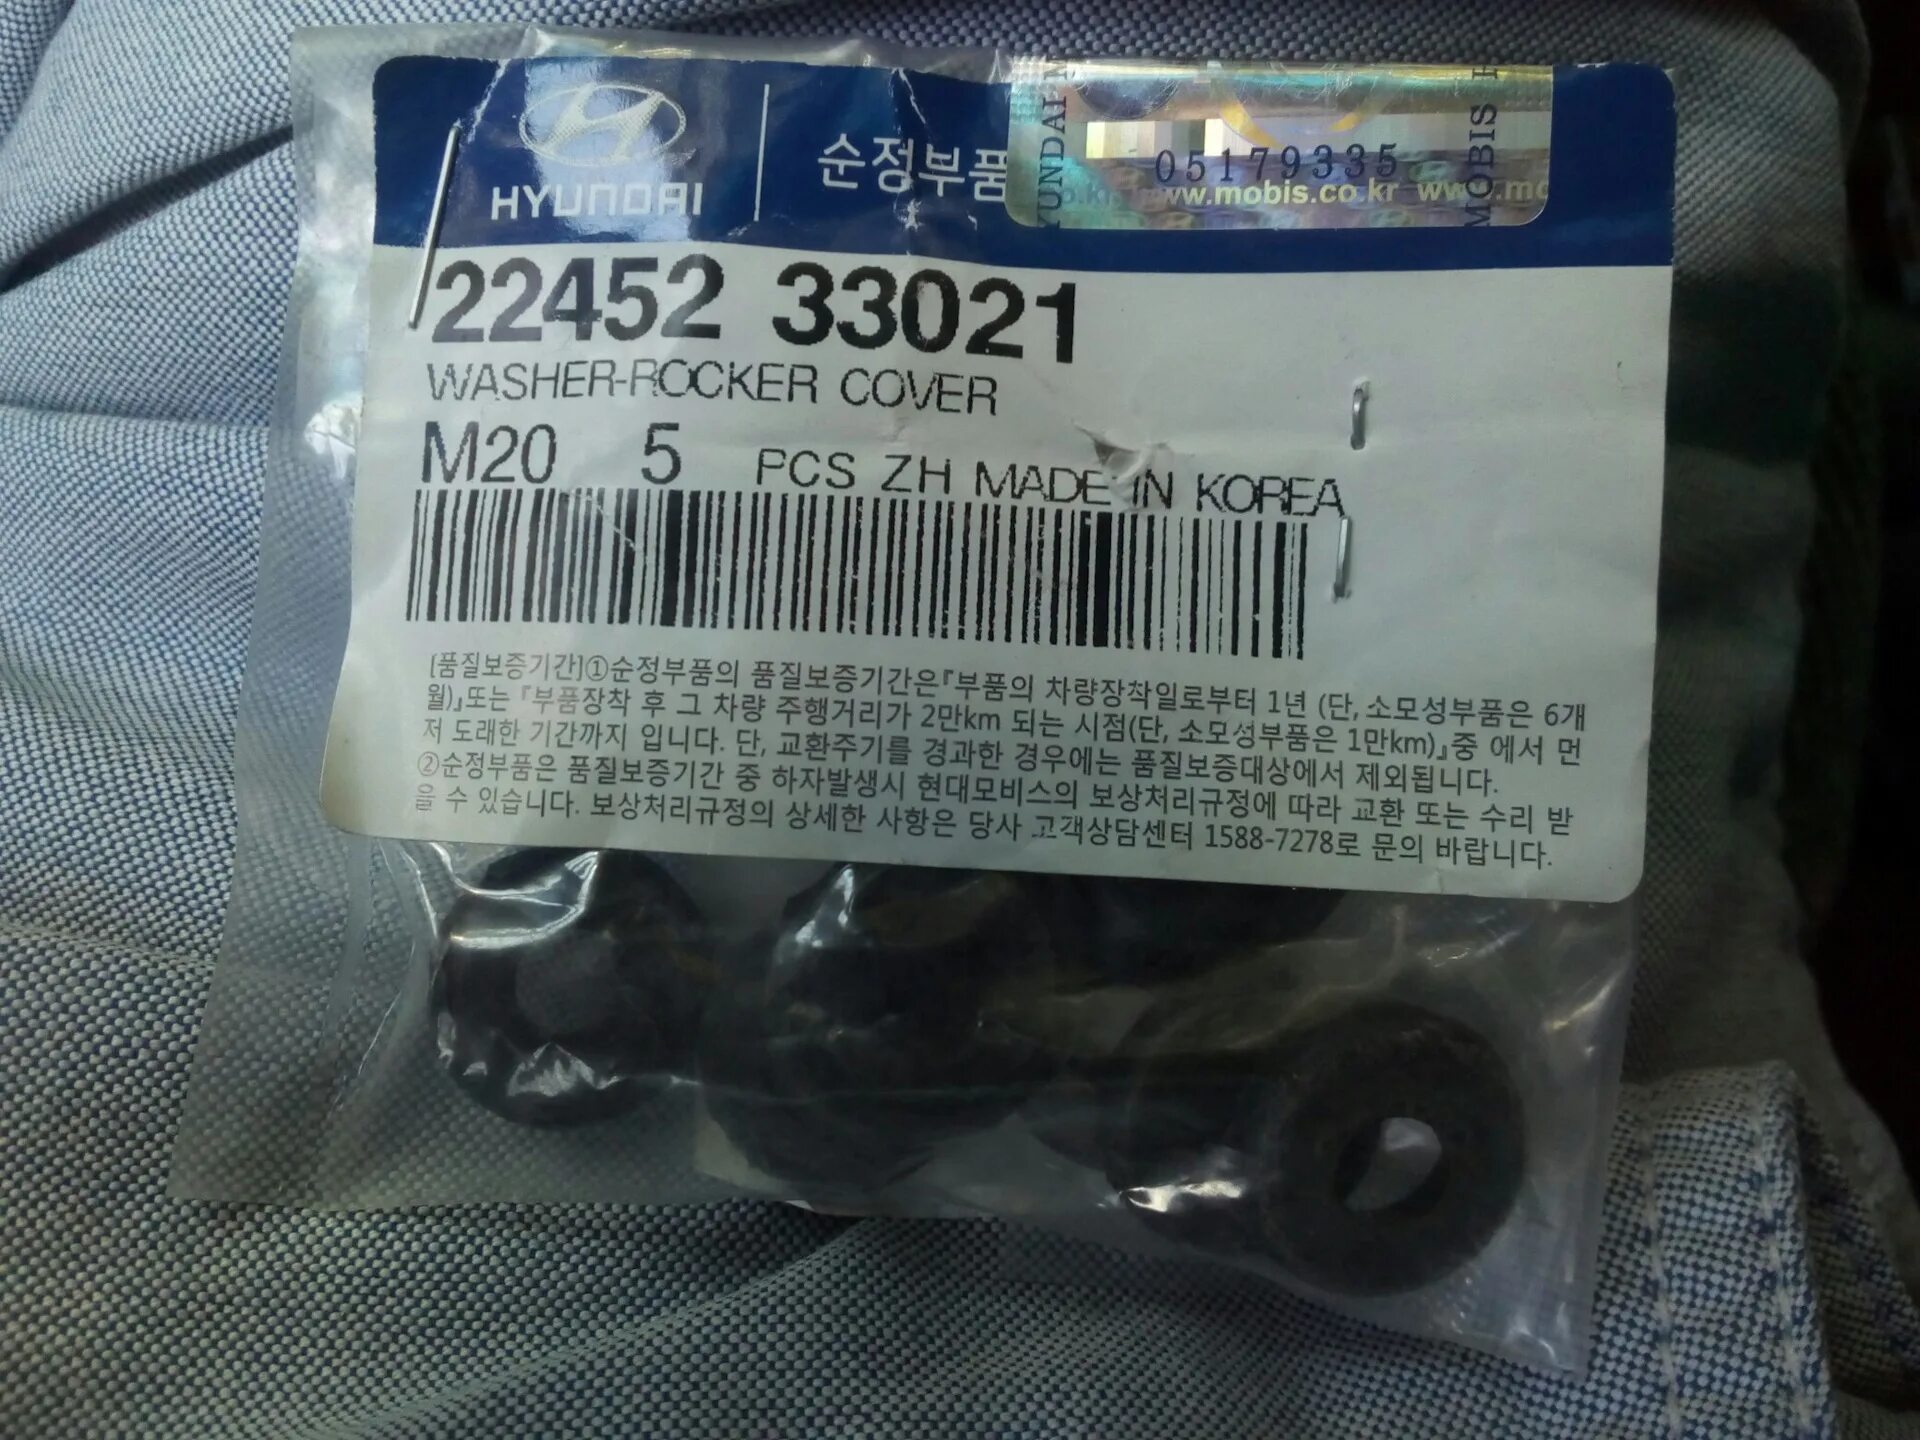 HYUNDAI
순정부품
05179335
www.mobis.co.kr
MOBIS
22452 33021
WASHER-ROCKER COVER
M20 5 PCS ZH MADE IN KOREA
[품질보증기간]①순정부품의 품질보증기간은『부품의 차량장착일로부터 1년 (단, 소모성부품은 6개
월)』또는『부품장착 후 그 차량 주행거리가 2만km 되는 시점(단, 소모성부품은 1만km)』중 에서 먼
저 도래한 기간까지 입니다. 단, 교환주기를 경과한 경우에는 품질보증대상에서 제외됩니다.
②순정부품은 품질보증기간 중 하자발생시 현대모비스의 보상처리규정에 따라 교환 또는 수리 받
을 수 있습니다. 보상처리규정의 상세한 사항은 당사 고객상담센터 1588-7278로 문의 바랍니다.